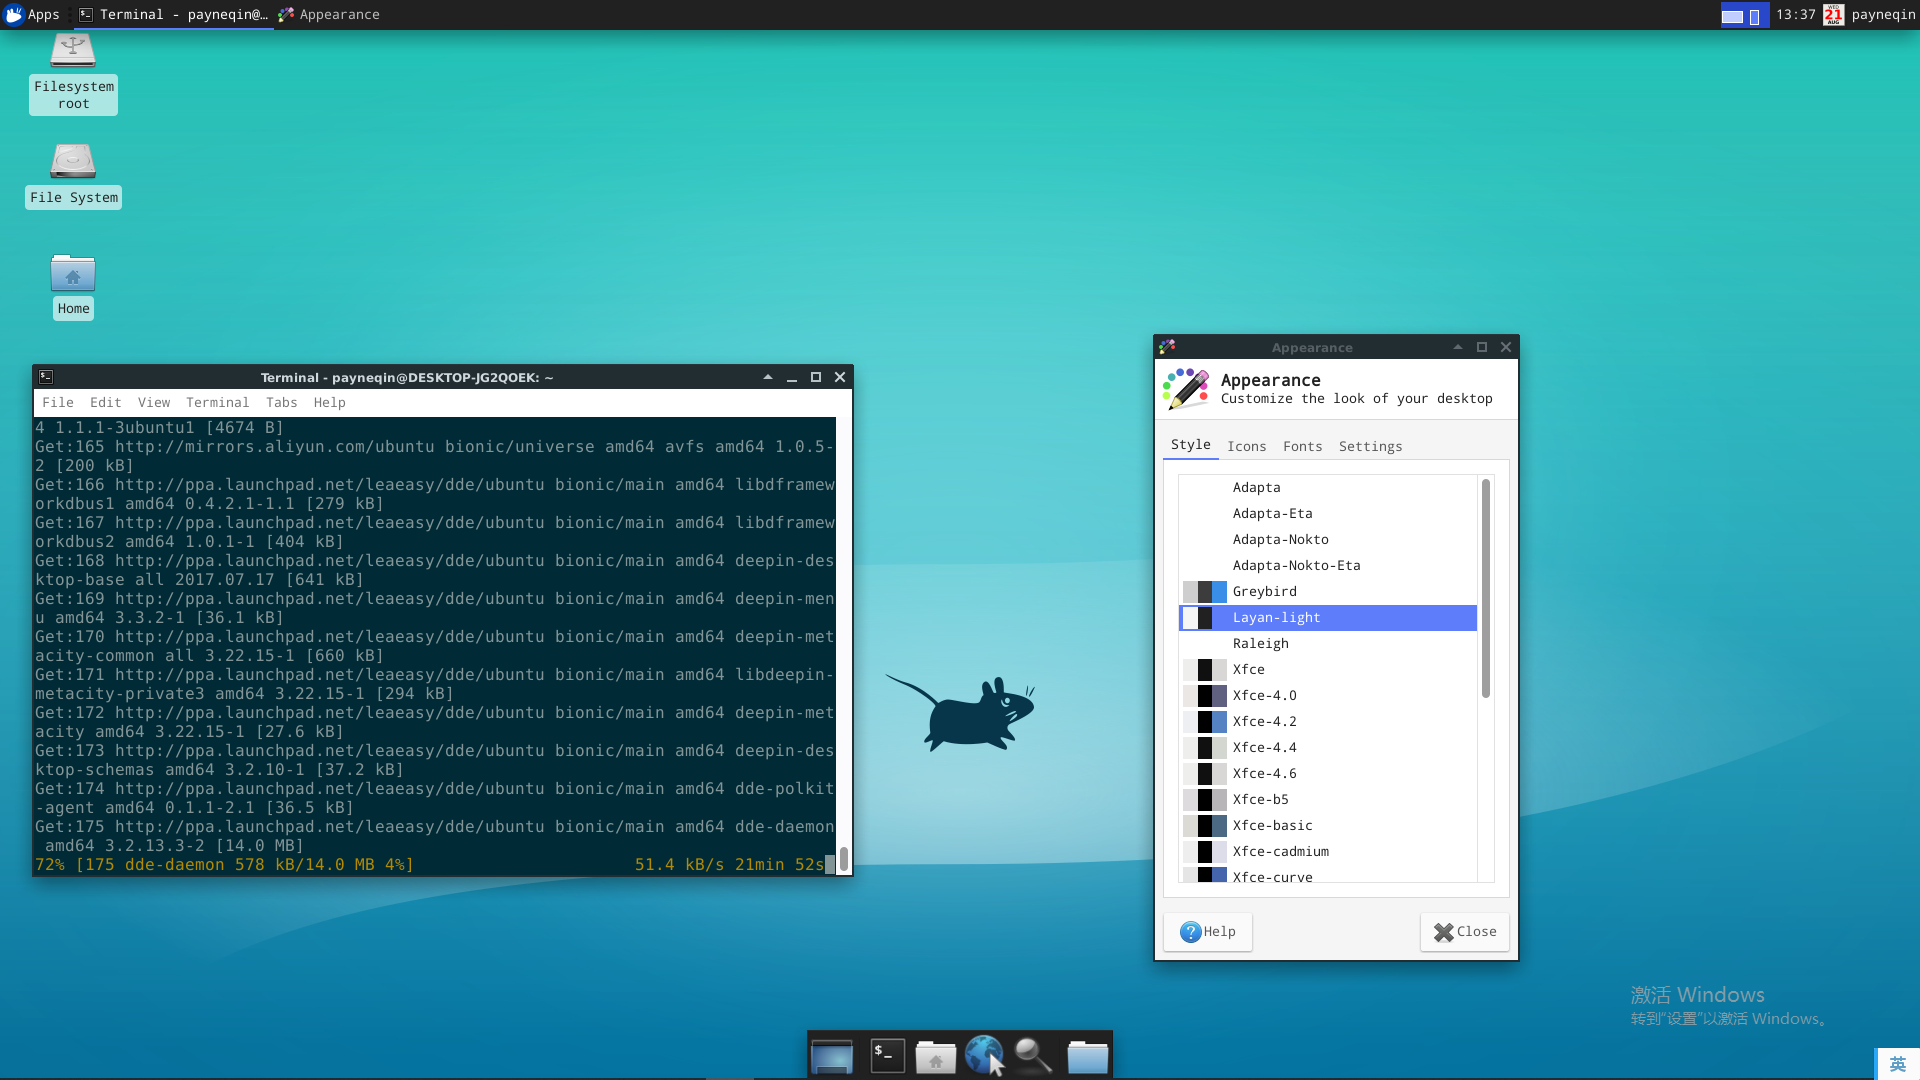 Apps
Terminal - payneqin@…
Appearance
13:37
WED
21
AUG
payneqin
Filesystem
root
File System
Home
Terminal - payneqin@DESKTOP-JG2QOEK: ~
File Edit View Terminal Tabs Help
4 1.1.1-3ubuntu1 [4674 B]
Get:165 http://mirrors.aliyun.com/ubuntu bionic/universe amd64 avfs amd64 1.0.5-
2 [200 kB]
Get:166 http://ppa.launchpad.net/leaeasy/dde/ubuntu bionic/main amd64 libdframew
orkdbus1 amd64 0.4.2.1-1.1 [279 kB]
Get:167 http://ppa.launchpad.net/leaeasy/dde/ubuntu bionic/main amd64 libdframew
orkdbus2 amd64 1.0.1-1 [404 kB]
Get:168 http://ppa.launchpad.net/leaeasy/dde/ubuntu bionic/main amd64 deepin-des
ktop-base all 2017.07.17 [641 kB]
Get:169 http://ppa.launchpad.net/leaeasy/dde/ubuntu bionic/main amd64 deepin-men
u amd64 3.3.2-1 [36.1 kB]
Get:170 http://ppa.launchpad.net/leaeasy/dde/ubuntu bionic/main amd64 deepin-met
acity-common all 3.22.15-1 [660 kB]
Get:171 http://ppa.launchpad.net/leaeasy/dde/ubuntu bionic/main amd64 libdeepin-
metacity-private3 amd64 3.22.15-1 [294 kB]
Get:172 http://ppa.launchpad.net/leaeasy/dde/ubuntu bionic/main amd64 deepin-met
acity amd64 3.22.15-1 [27.6 kB]
Get:173 http://ppa.launchpad.net/leaeasy/dde/ubuntu bionic/main amd64 deepin-des
ktop-schemas amd64 3.2.10-1 [37.2 kB]
Get:174 http://ppa.launchpad.net/leaeasy/dde/ubuntu bionic/main amd64 dde-polkit
-agent amd64 0.1.1-2.1 [36.5 kB]
Get:175 http://ppa.launchpad.net/leaeasy/dde/ubuntu bionic/main amd64 dde-daemon
amd64 3.2.13.3-2 [14.0 MB]
72% [175 dde-daemon 578 kB/14.0 MB 4%] 51.4 kB/s 21min 52s
Appearance
Appearance
Customize the look of your desktop
Style Icons Fonts Settings
Adapta
Adapta-Eta
Adapta-Nokto
Adapta-Nokto-Eta
Greybird
Layan-light
Raleigh
Xfce
Xfce-4.0
Xfce-4.2
Xfce-4.4
Xfce-4.6
Xfce-b5
Xfce-basic
Xfce-cadmium
Xfce-curve
Help
Close
激活 Windows
转到"设置"以激活 Windows。
$_
英